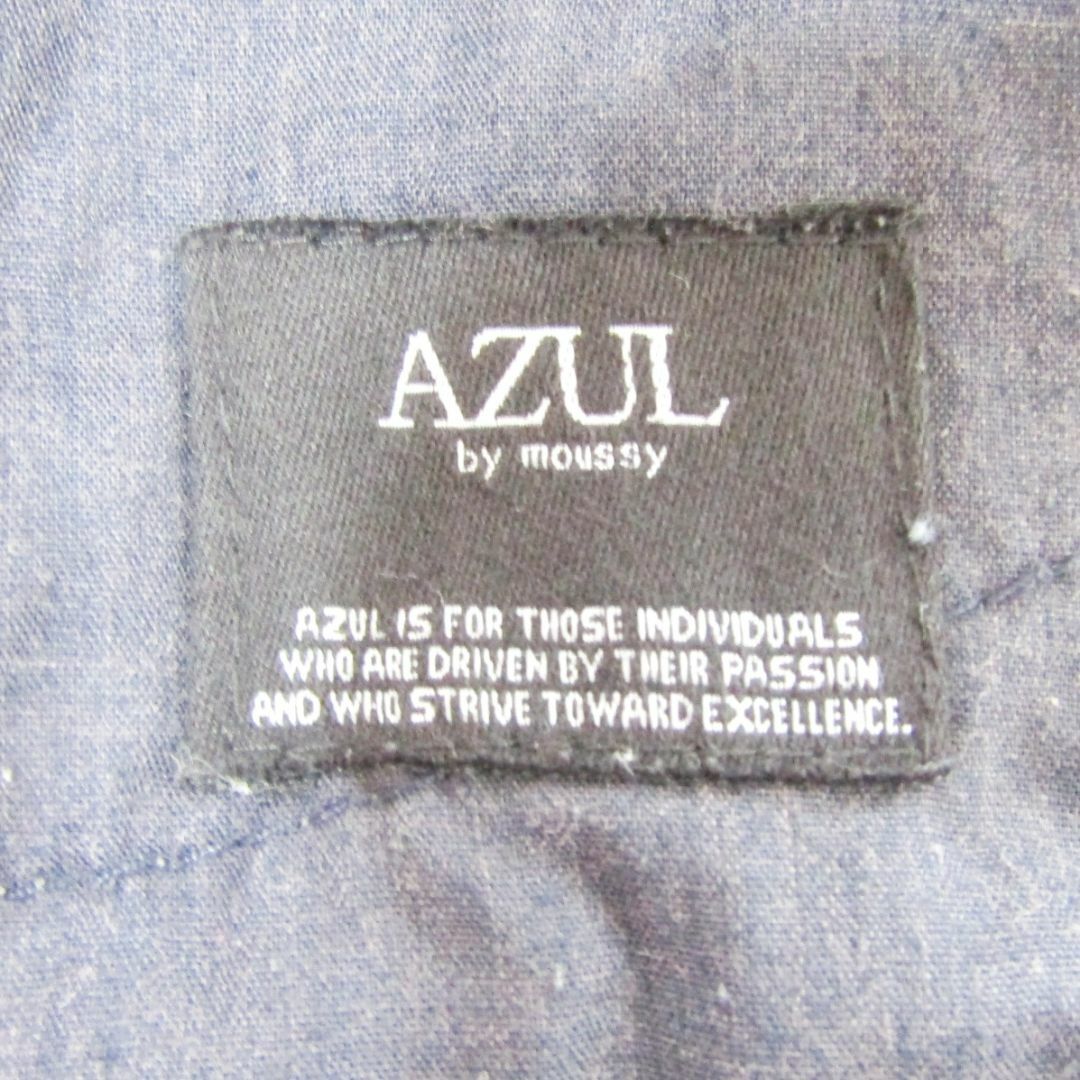 AZUL
by moussy
AZUL IS FOR THOSE INDIVIDUALS
WHO ARE DRIVEN BY THEIR PASSION
AND WHO STRIVE TOWARD EXCELLENCE.